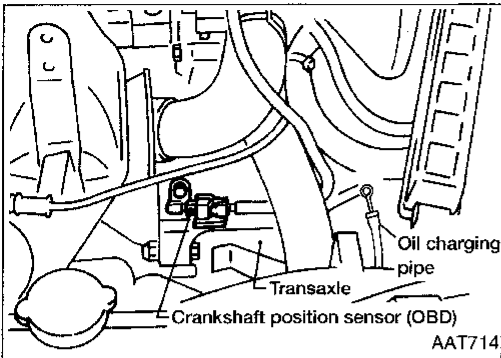 Oil charging
pipe
Transaxle
Crankshaft position sensor (OBD)
AAT714